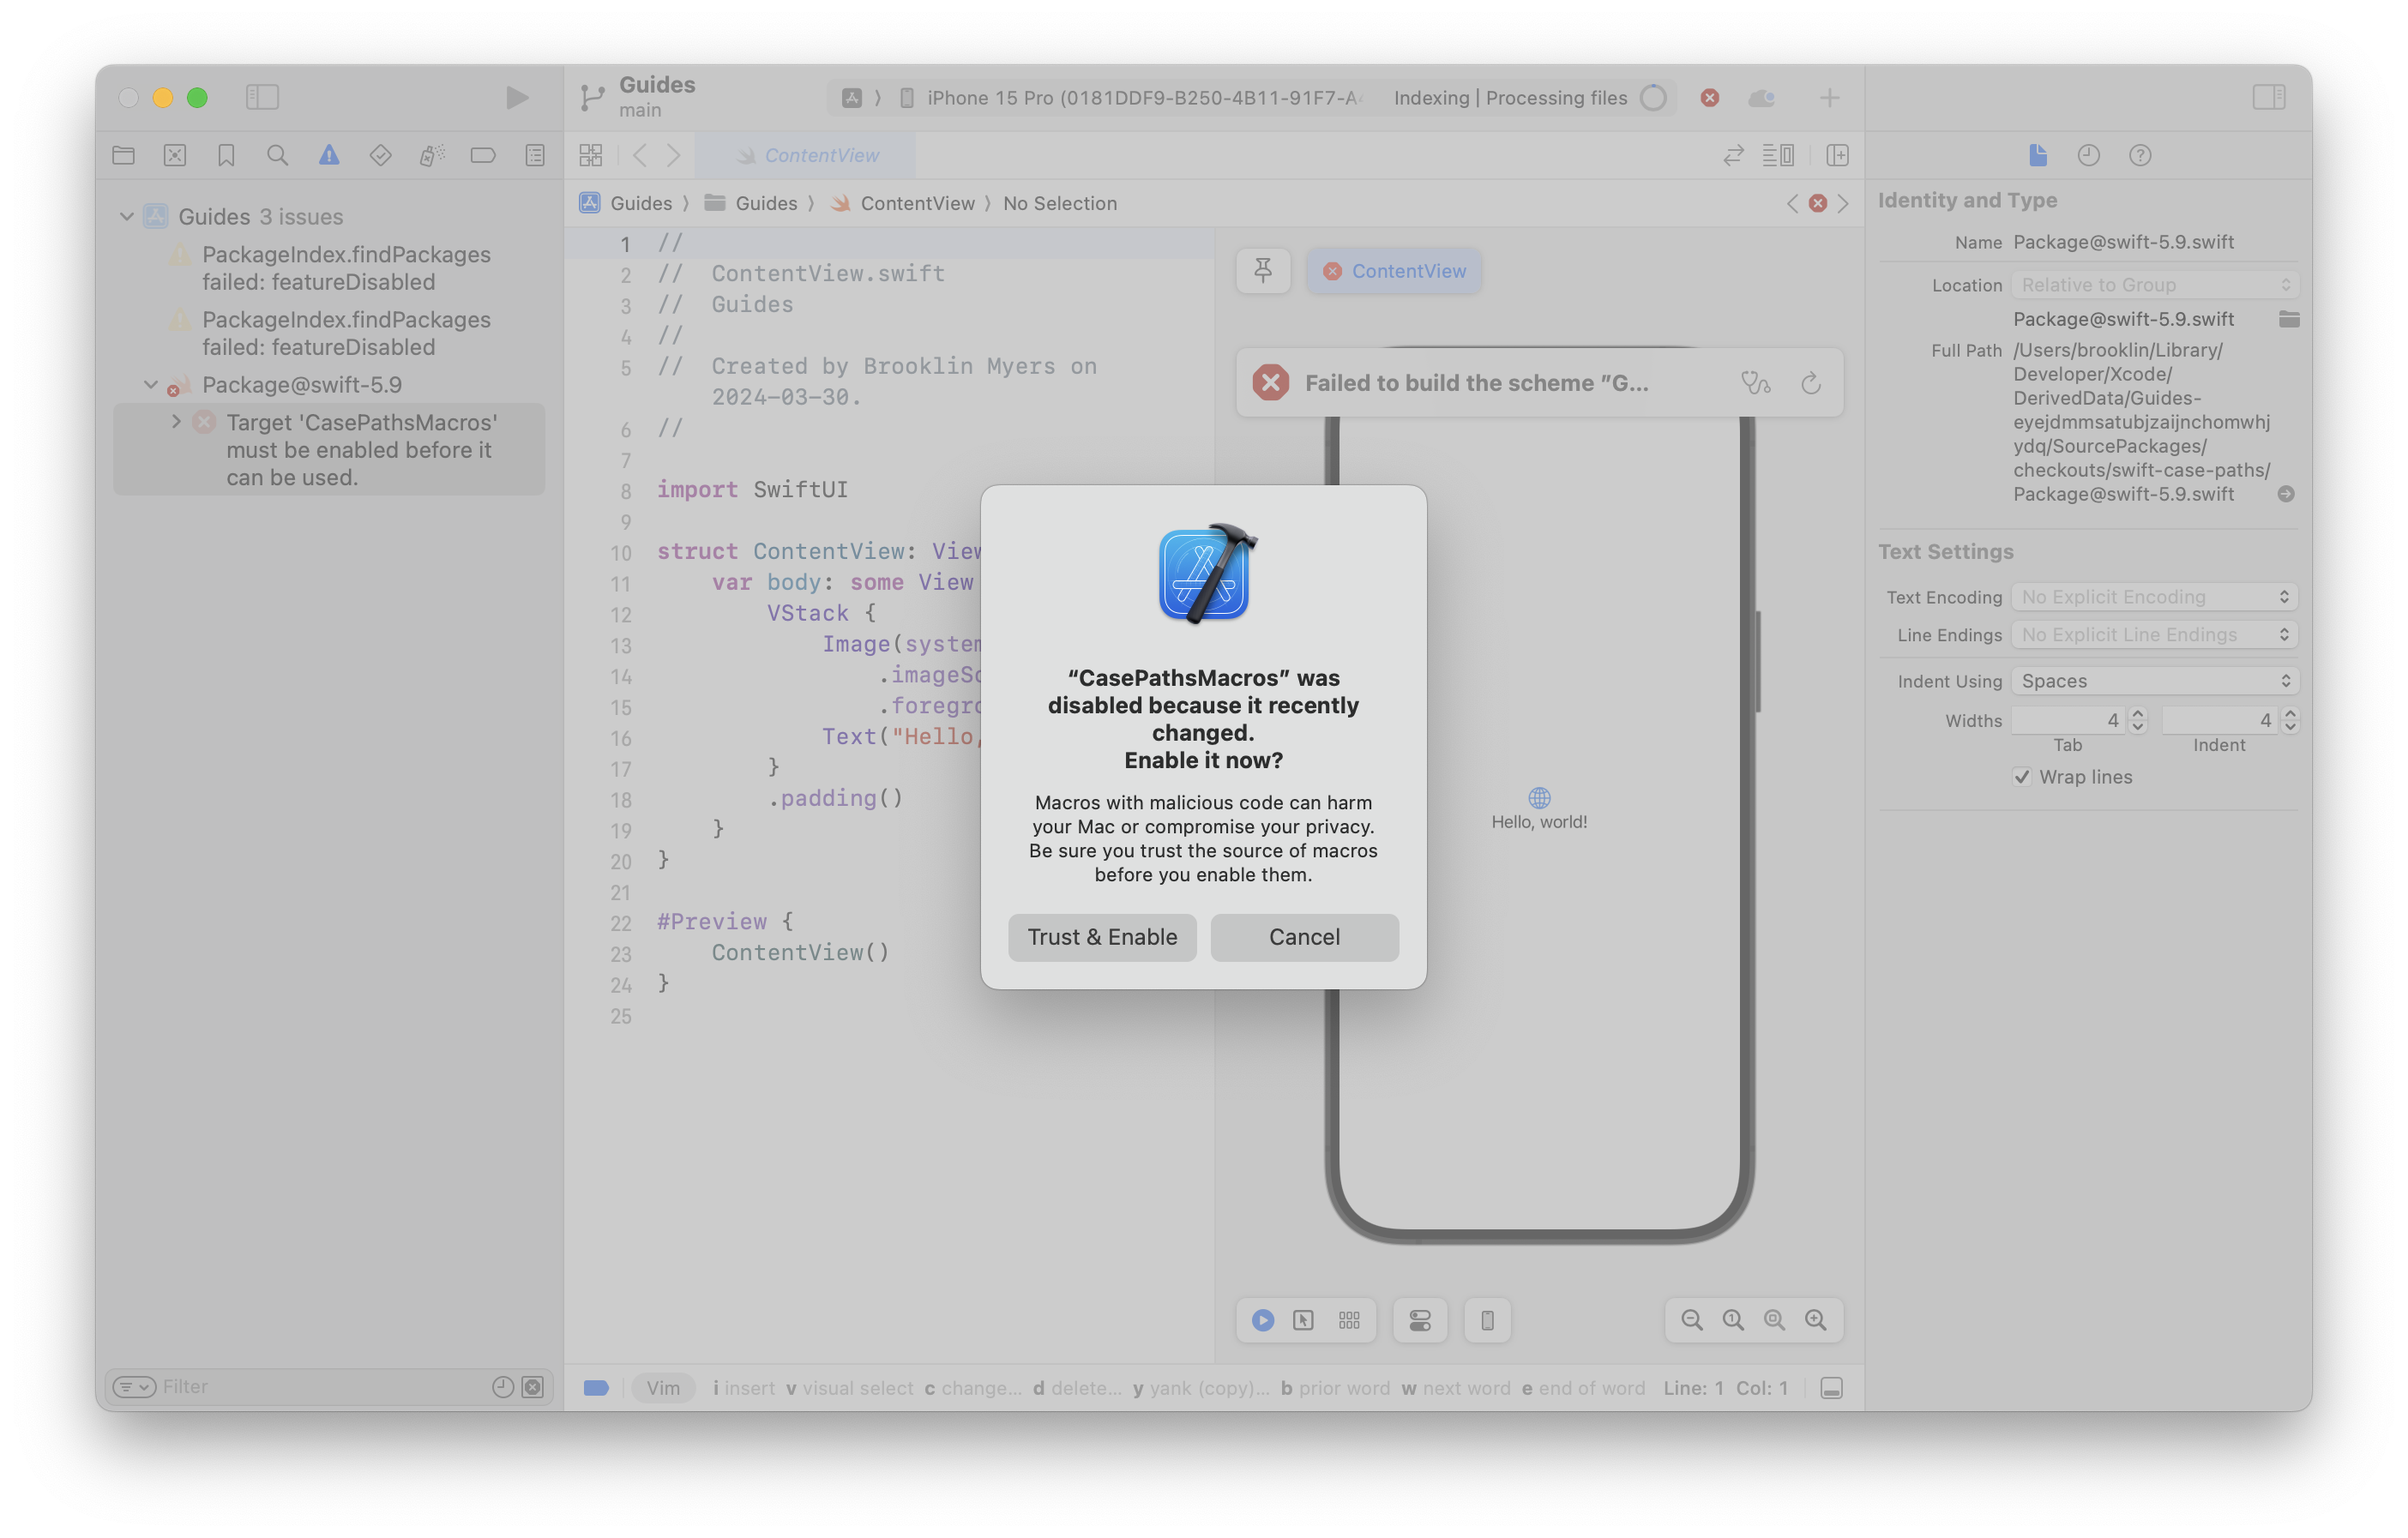 Guides
main
iPhone 15 Pro (0181DDF9-B250-4B11-91F7-A
Indexing | Processing files
ContentView
Guides 3 issues
PackageIndex.findPackages
failed: featureDisabled
PackageIndex.findPackages
failed: featureDisabled
Package@swift-5.9
Target 'CasePathsMacros'
must be enabled before it
can be used.
Filter
Guides ⟩ Guides ⟩ ContentView ⟩ No Selection
1 //
2 //  ContentView.swift
3 //  Guides
4 //
5 //  Created by Brooklin Myers on
2024-03-30.
6 //
7
8 import SwiftUI
9
10 struct ContentView: View
11     var body: some View
12         VStack {
13             Image(system
14                 .imageSc
15                 .foregro
16             Text("Hello,
17         }
18         .padding()
19     }
20 }
21
22 #Preview {
23     ContentView()
24 }
25
ContentView
Failed to build the scheme "G...
Hello, world!
“CasePathsMacros” was
disabled because it recently
changed.
Enable it now?
Macros with malicious code can harm
your Mac or compromise your privacy.
Be sure you trust the source of macros
before you enable them.
Trust & Enable
Cancel
Vim i insert v visual select c change... d delete... y yank (copy)... b prior word w next word e end of word Line: 1 Col: 1
Identity and Type
Name Package@swift-5.9.swift
Location Relative to Group
Package@swift-5.9.swift
Full Path /Users/brooklin/Library/
Developer/Xcode/
DerivedData/Guides-
eyejdmmsatubjzaijnchomwhj
ydq/SourcePackages/
checkouts/swift-case-paths/
Package@swift-5.9.swift
Text Settings
Text Encoding No Explicit Encoding
Line Endings No Explicit Line Endings
Indent Using Spaces
Widths 4 4
Tab Indent
Wrap lines